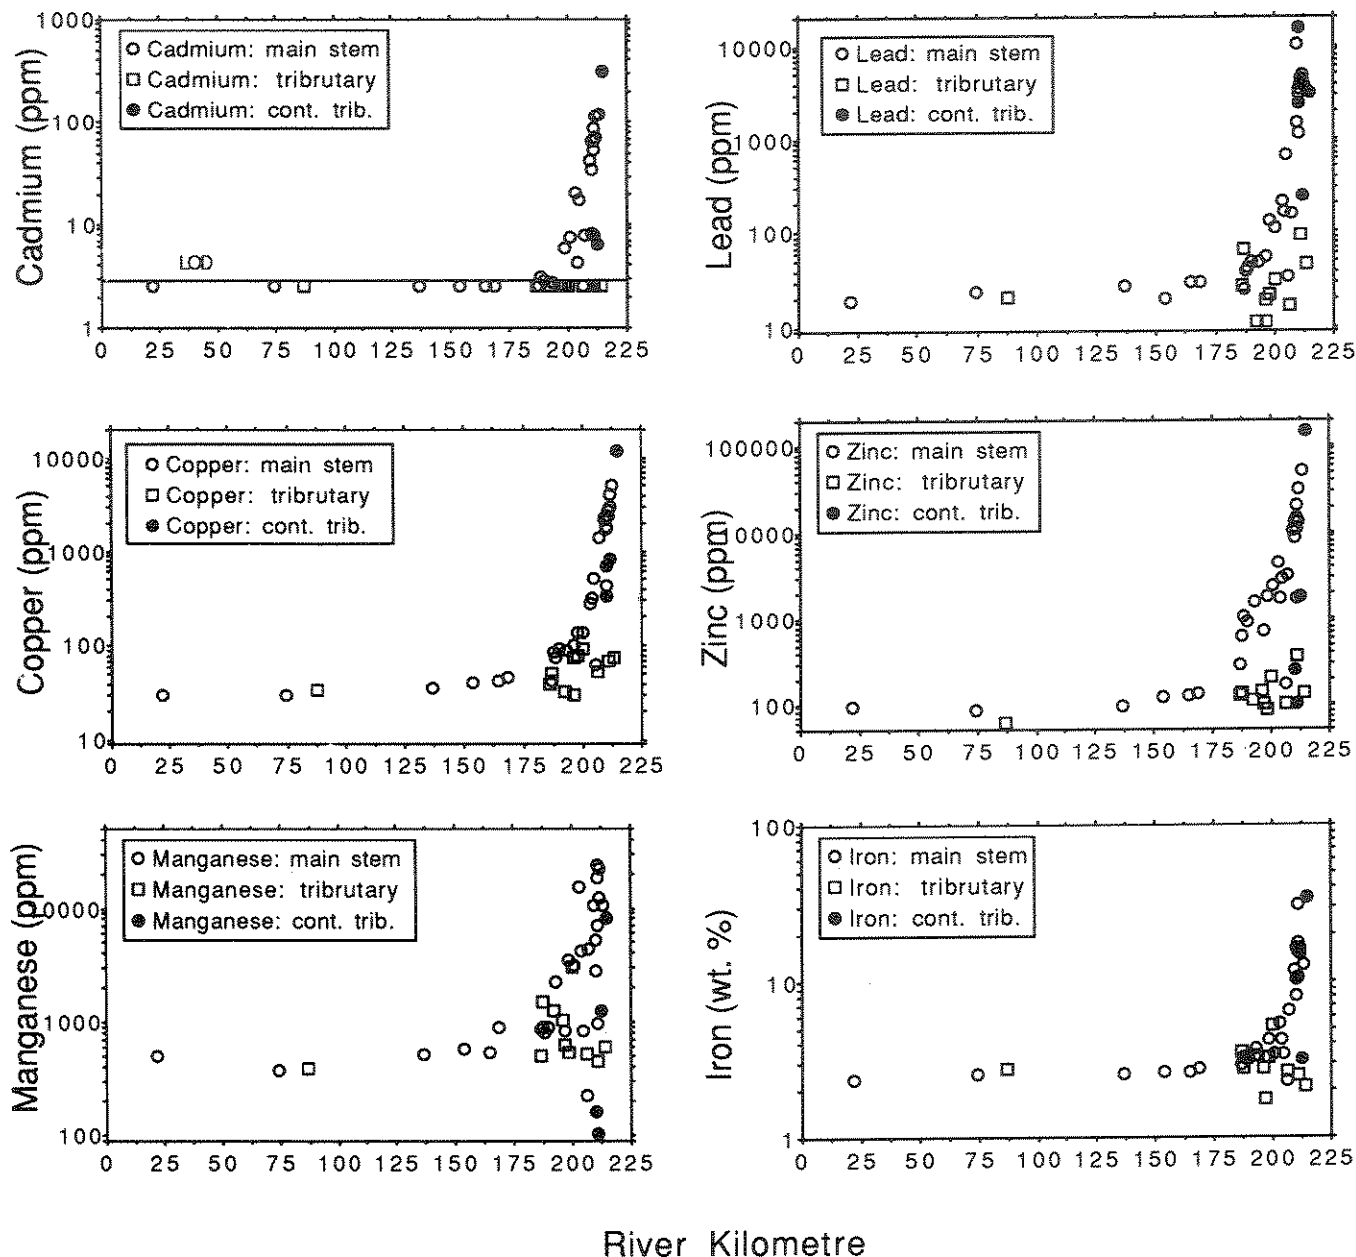 Cadmium (ppm)
1000
100
10
1
Cadmium: main stem
Cadmium: tribrutary
Cadmium: cont. trib.
LOD
0 25 50 75 100 125 150 175 200 225
Lead (ppm)
10000
1000
100
10
Lead: main stem
Lead: tribrutary
Lead: cont. trib.
0 25 50 75 100 125 150 175 200 225
Copper (ppm)
10000
1000
100
10
Copper: main stem
Copper: tribrutary
Copper: cont. trib.
0 25 50 75 100 125 150 175 200 225
Zinc (ppm)
100000
10000
1000
100
Zinc: main stem
Zinc: tribrutary
Zinc: cont. trib.
0 25 50 75 100 125 150 175 200 225
Manganese (ppm)
10000
1000
100
Manganese: main stem
Manganese: tribrutary
Manganese: cont. trib.
0 25 50 75 100 125 150 175 200 225
Iron (wt. %)
100
10
1
Iron: main stem
Iron: tribrutary
Iron: cont. trib.
0 25 50 75 100 125 150 175 200 225
River Kilometre